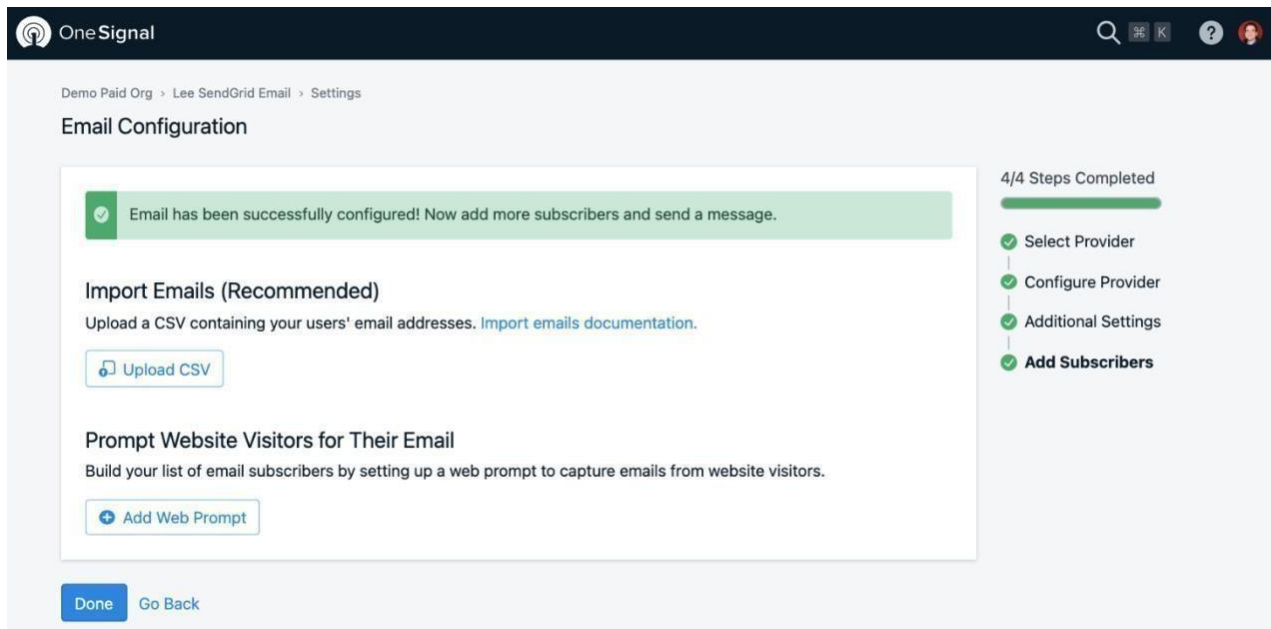 OneSignal
⌘ K
?
Demo Paid Org > Lee SendGrid Email > Settings
Email Configuration
Email has been successfully configured! Now add more subscribers and send a message.
Import Emails (Recommended)
Upload a CSV containing your users' email addresses. Import emails documentation.
Upload CSV
Prompt Website Visitors for Their Email
Build your list of email subscribers by setting up a web prompt to capture emails from website visitors.
Add Web Prompt
Done Go Back
4/4 Steps Completed
Select Provider
Configure Provider
Additional Settings
Add Subscribers